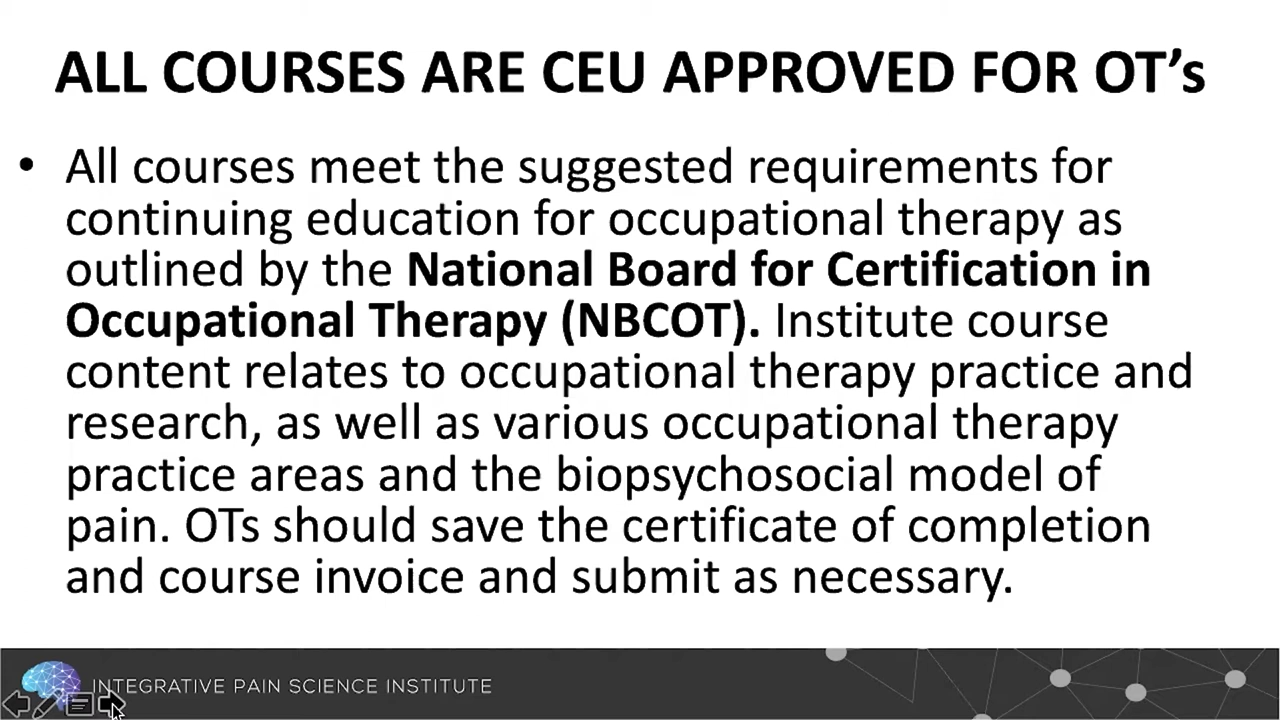 ALL COURSES ARE CEU APPROVED FOR OT’s
• All courses meet the suggested requirements for
continuing education for occupational therapy as
outlined by the National Board for Certification in
Occupational Therapy (NBCOT). Institute course
content relates to occupational therapy practice and
research, as well as various occupational therapy
practice areas and the biopsychosocial model of
pain. OTs should save the certificate of completion
and course invoice and submit as necessary.
INTEGRATIVE PAIN SCIENCE INSTITUTE